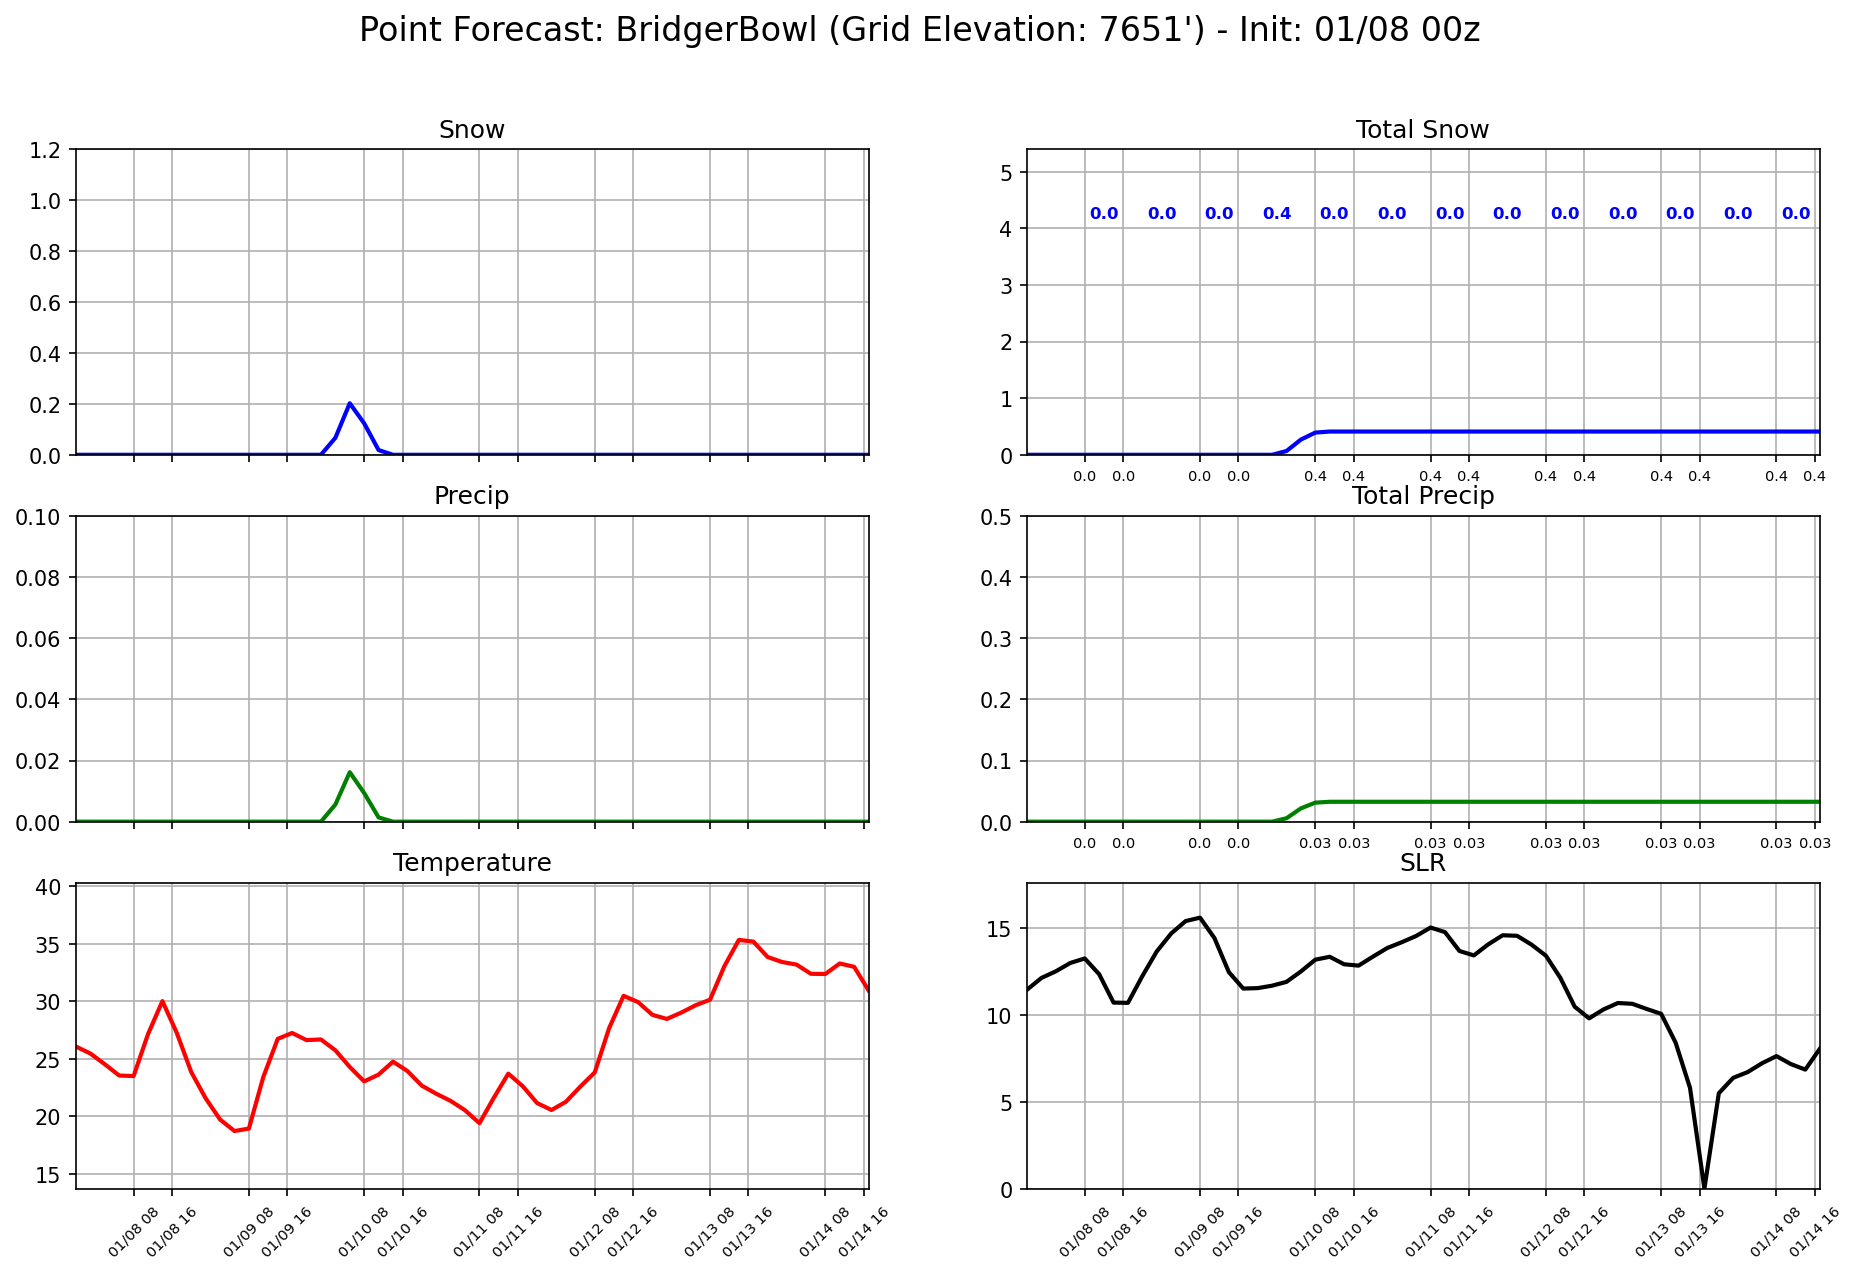 Point Forecast: BridgerBowl (Grid Elevation: 7651') - Init: 01/08 00z
Snow
1.2
1.0
0.8
0.6
0.4
0.2
0.0
Total Snow
5
4
3
2
1
0
0.0 0.0 0.0 0.4 0.0 0.0 0.0 0.0 0.0 0.0 0.0 0.0 0.0
0.0 0.0 0.0 0.0 0.4 0.4 0.4 0.4 0.4 0.4 0.4 0.4 0.4 0.4
Precip
0.10
0.08
0.06
0.04
0.02
0.00
Total Precip
0.5
0.4
0.3
0.2
0.1
0.0
0.0 0.0 0.0 0.0 0.03 0.03 0.03 0.03 0.03 0.03 0.03 0.03 0.03 0.03
Temperature
40
35
30
25
20
15
01/08 08 01/08 16 01/09 08 01/09 16 01/10 08 01/10 16 01/11 08 01/11 16 01/12 08 01/12 16 01/13 08 01/13 16 01/14 08 01/14 16
SLR
15
10
5
0
01/08 08 01/08 16 01/09 08 01/09 16 01/10 08 01/10 16 01/11 08 01/11 16 01/12 08 01/12 16 01/13 08 01/13 16 01/14 08 01/14 16